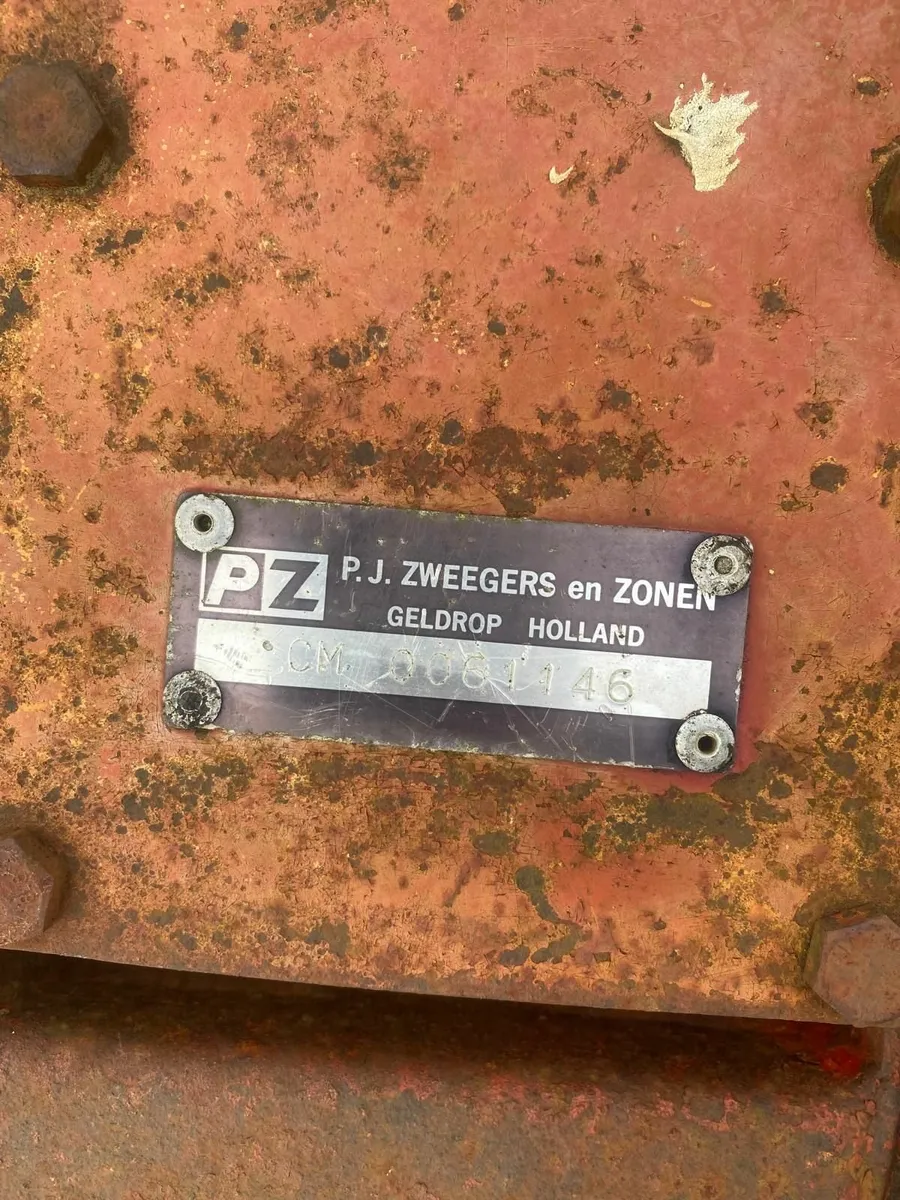 PZ P.J. ZWEEGERS en ZONEN
GELDROP HOLLAND
CM. 0061146